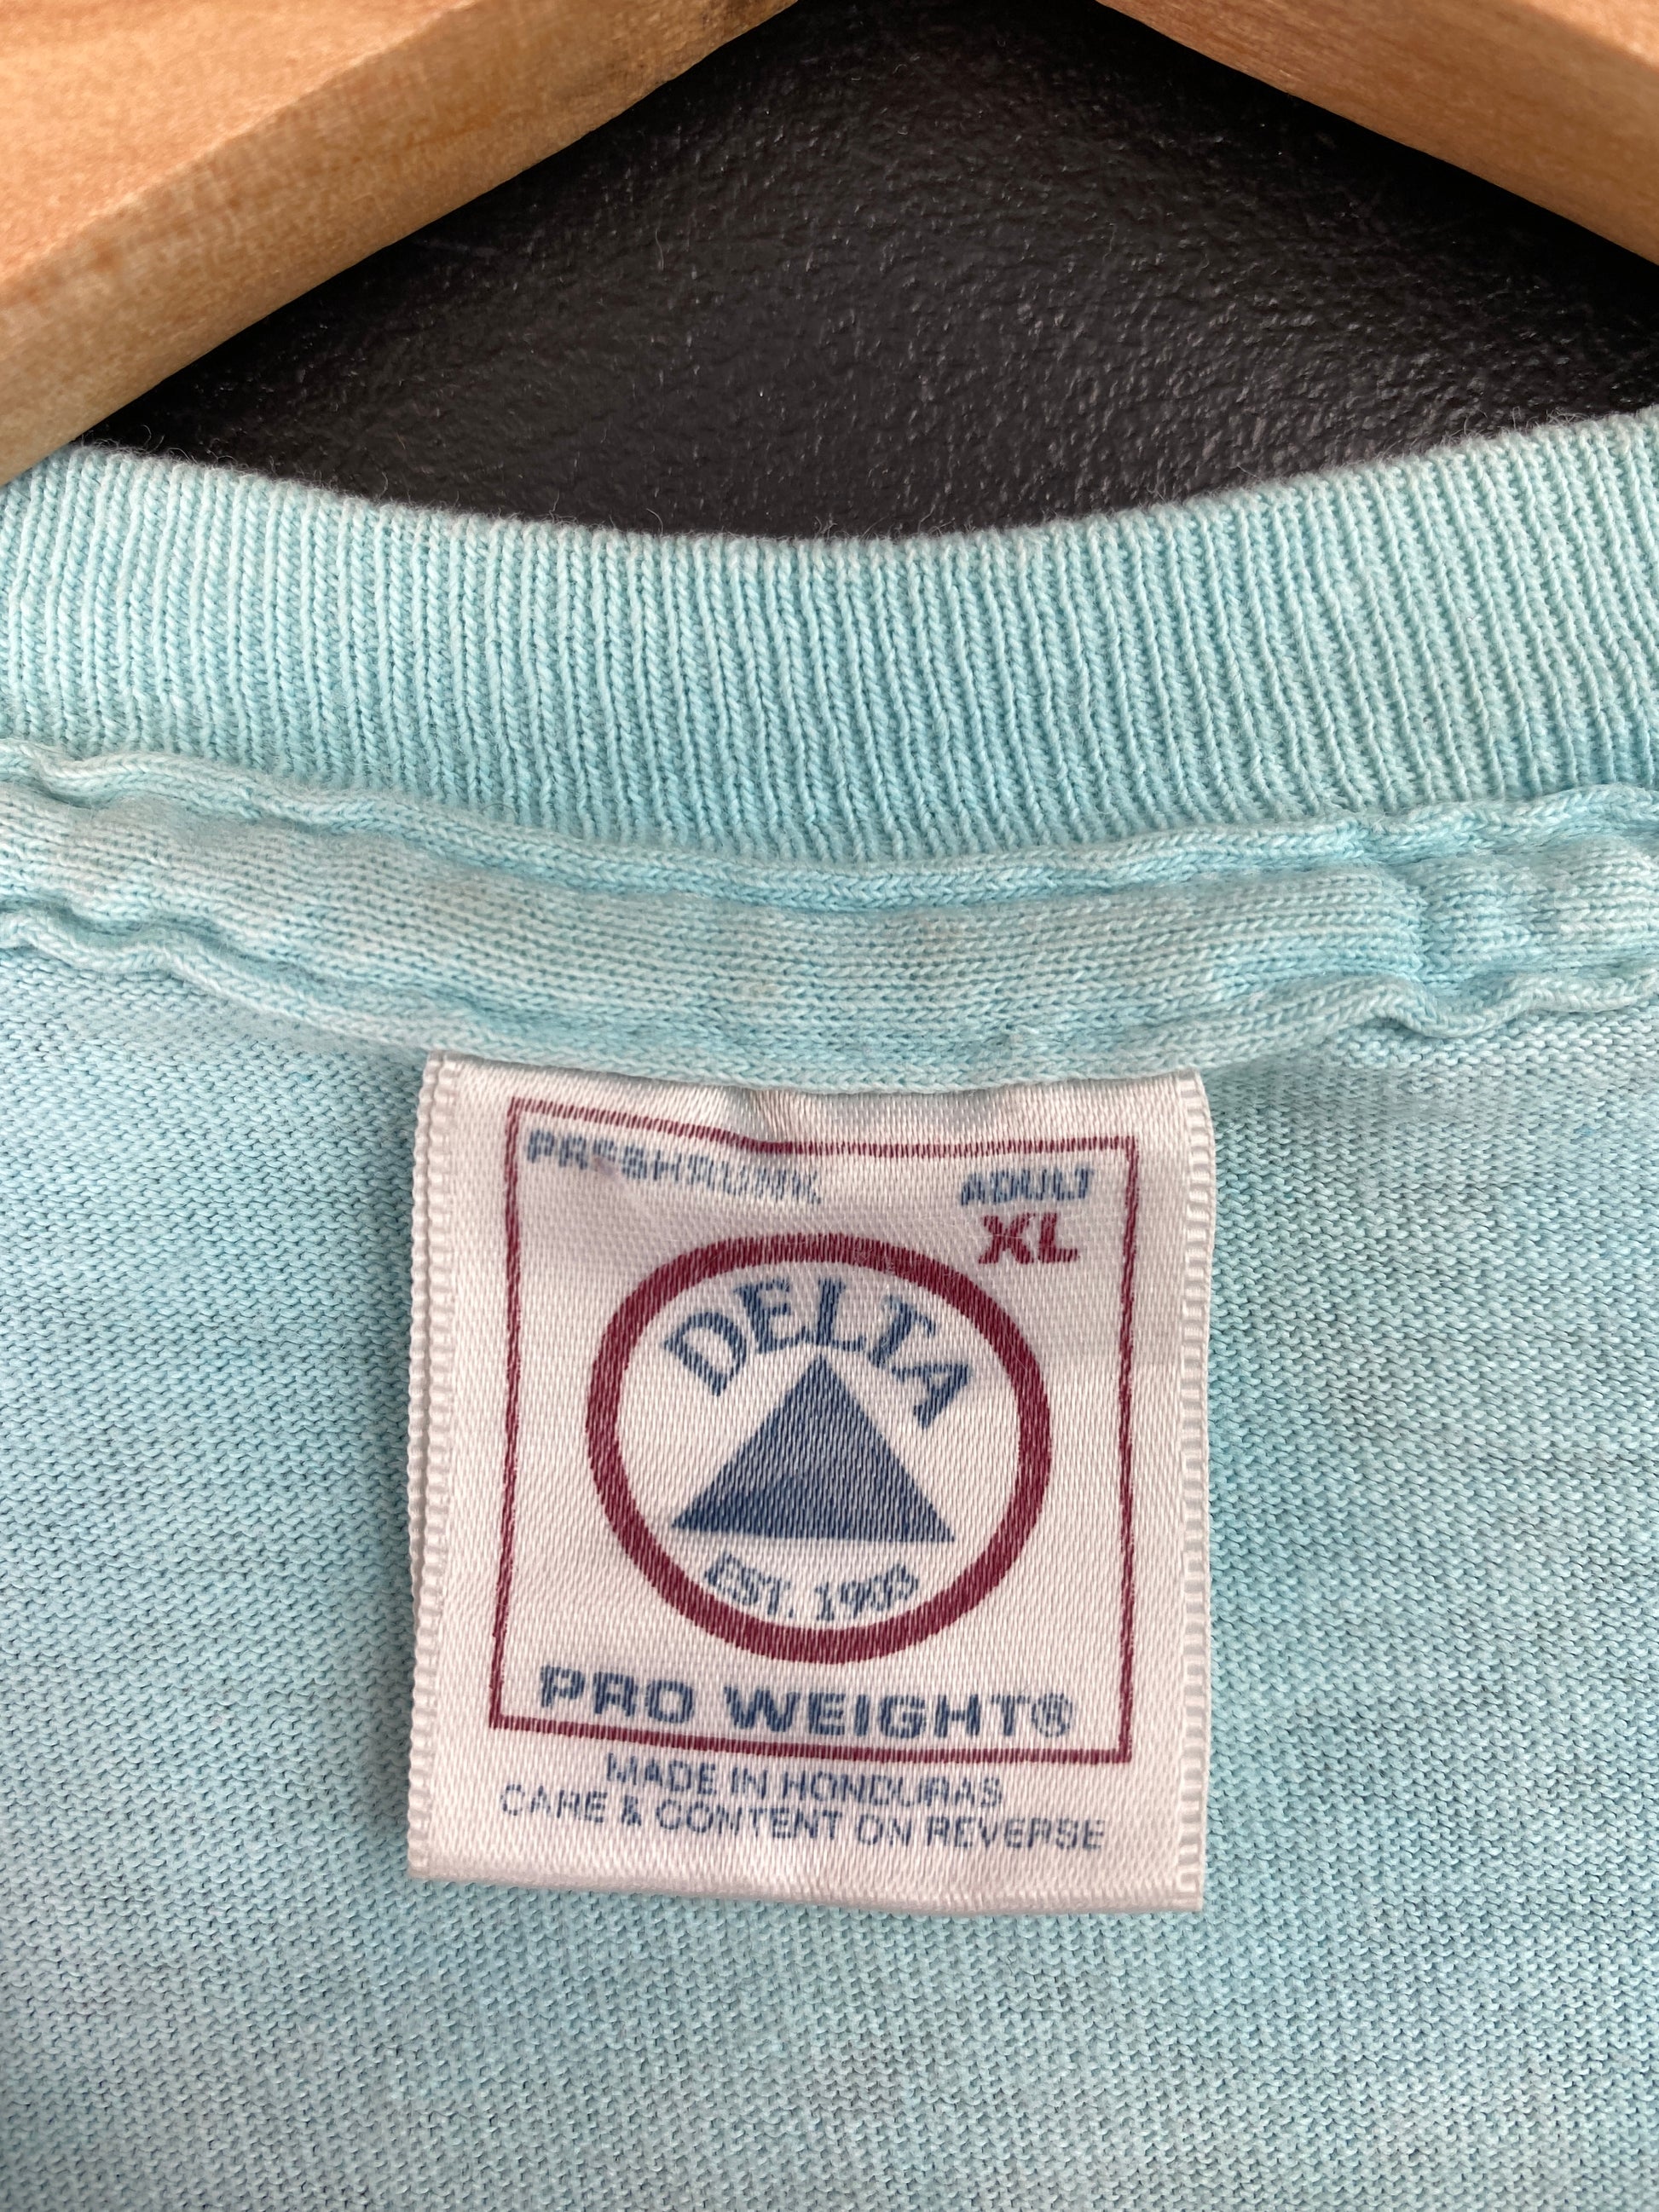 PRESHRUNK
ADULT
XL
DELTA
EST. 1903
PRO WEIGHT®
MADE IN HONDURAS
CARE & CONTENT ON REVERSE